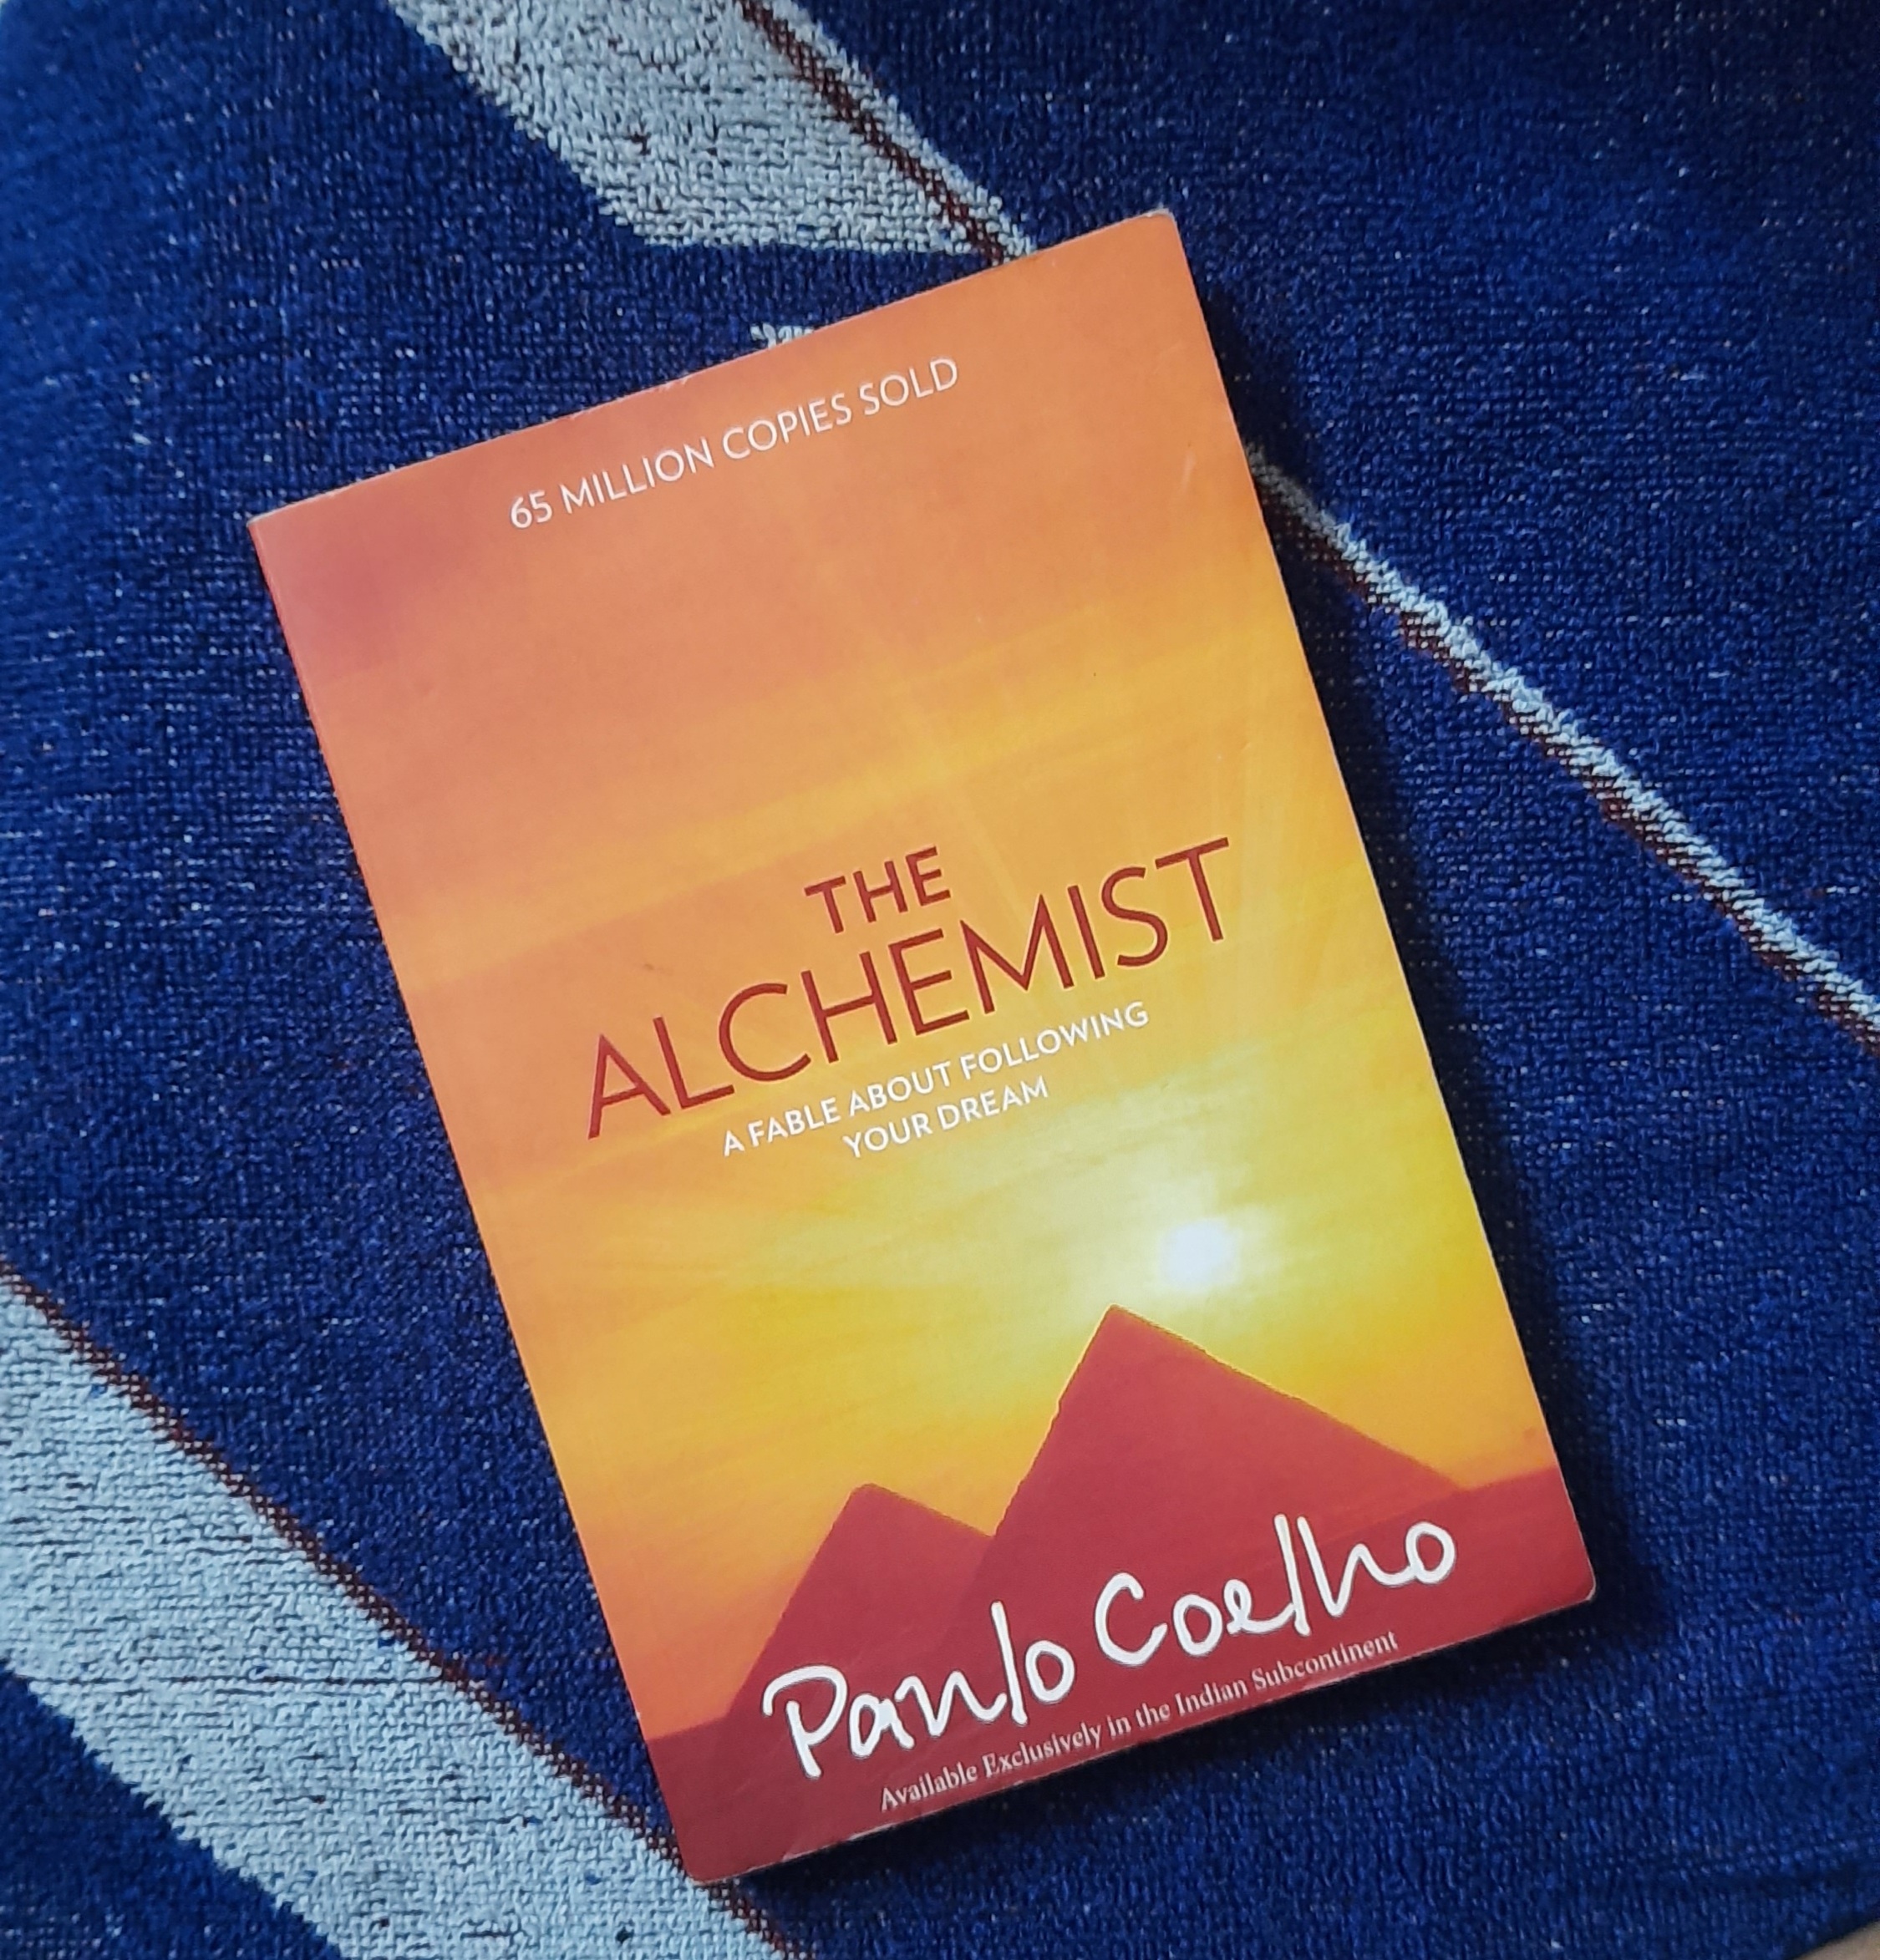 65 MILLION COPIES SOLD
THE
ALCHEMIST
A FABLE ABOUT FOLLOWING
YOUR DREAM
Paulo Coelho
Available Exclusively in the Indian Subcontinent